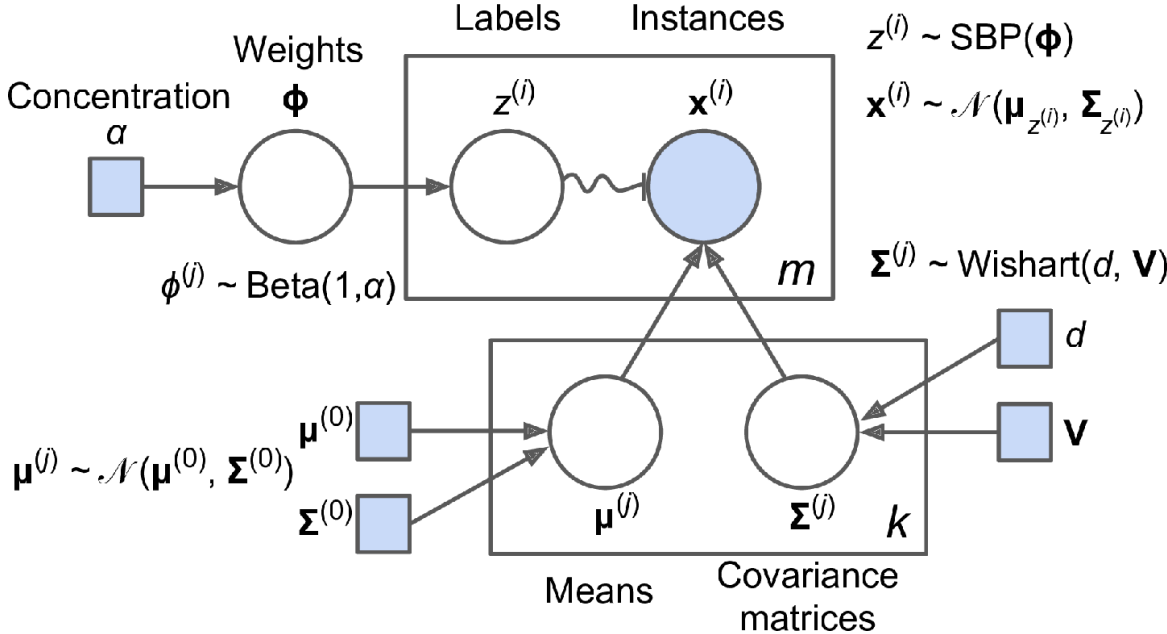 Labels
Instances
z⁽ⁱ⁾ ~ SBP(ϕ)
Weights
ϕ
Concentration
α
z⁽ⁱ⁾
x⁽ⁱ⁾
x⁽ⁱ⁾ ~ 𝒩(μ_z⁽ⁱ⁾, Σ_z⁽ⁱ⁾)
ϕ⁽ʲ⁾ ~ Beta(1,α)
m
Σ⁽ʲ⁾ ~ Wishart(d, V)
d
μ⁽⁰⁾
V
μ⁽ʲ⁾ ~ 𝒩(μ⁽⁰⁾, Σ⁽⁰⁾)
Σ⁽⁰⁾
μ⁽ʲ⁾
Σ⁽ʲ⁾
k
Means
Covariance
matrices